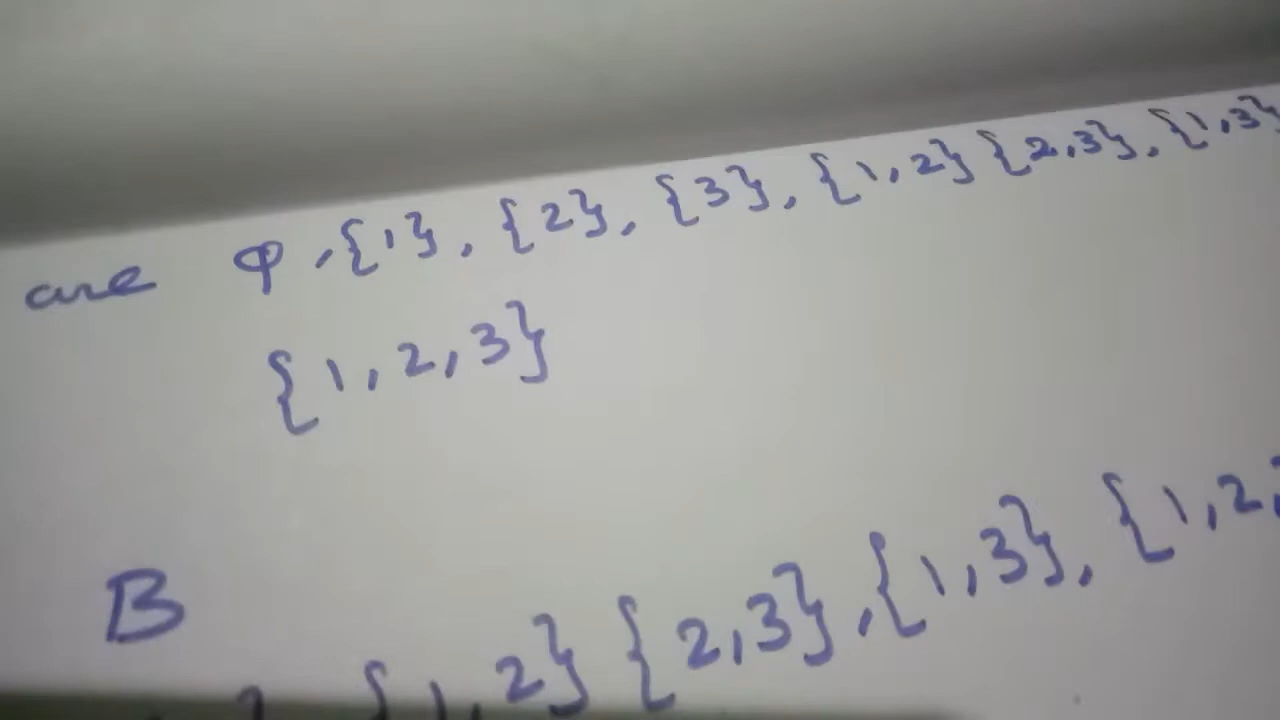 are φ, {1}, {2}, {3}, {1,2} {2,3}, {1,3}
{1, 2, 3}
B
{1, 2} {2,3}, {1,3}, {1,2,